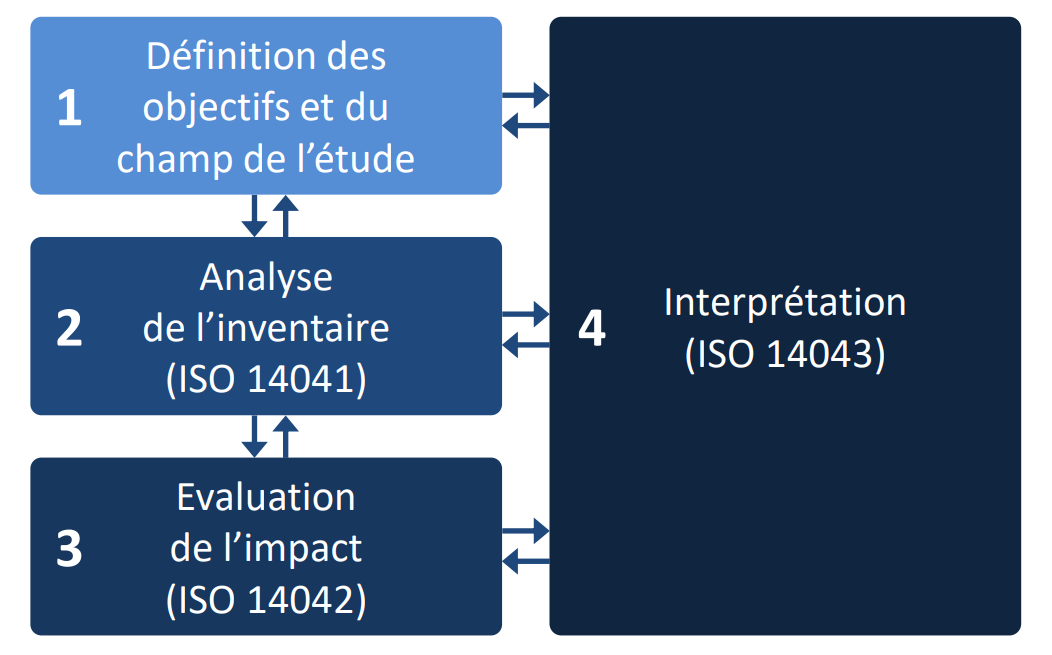 1
Définition des
objectifs et du
champ de l’étude
2
Analyse
de l’inventaire
(ISO 14041)
3
Evaluation
de l’impact
(ISO 14042)
4
Interprétation
(ISO 14043)